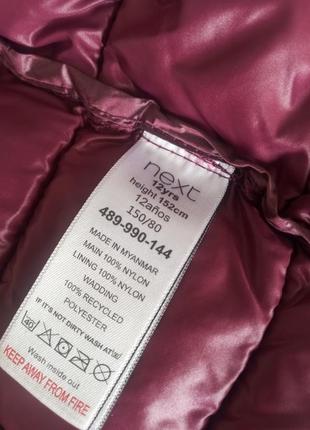 next
12yrs
height 152cm
12años
150/80
489-990-144
MADE IN MYANMAR
MAIN 100% NYLON
LINING 100% NYLON
WADDING
100% RECYCLED
POLYESTER
IF IT'S NOT DIRTY WASH AT
40
Wash inside out
KEEP AWAY FROM FIRE